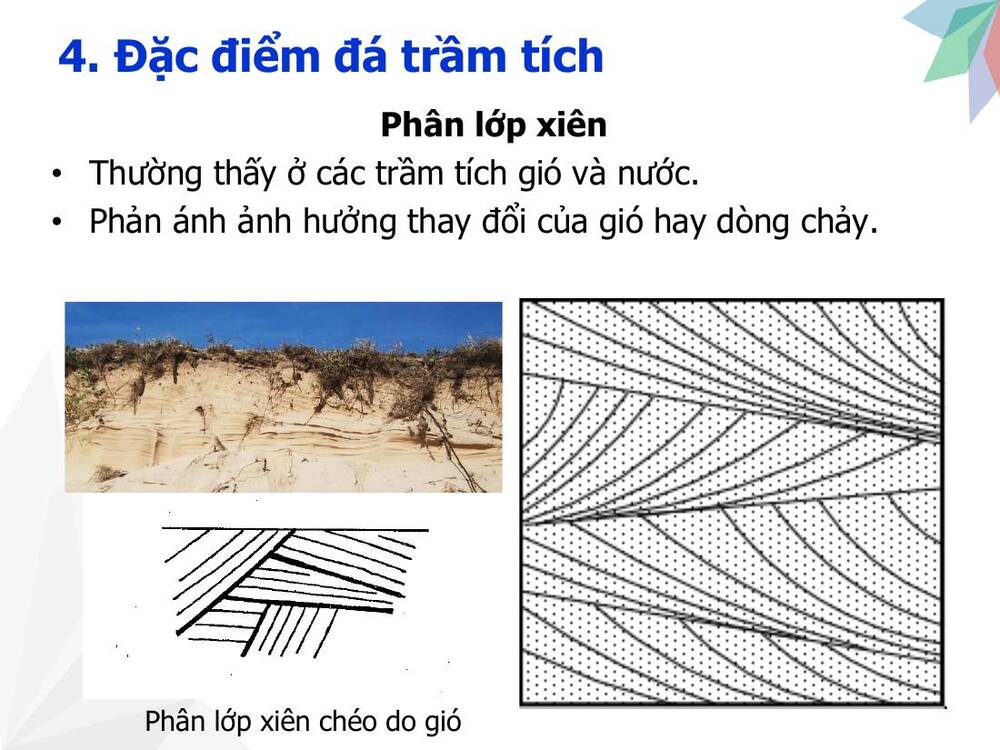 4. Đặc điểm đá trầm tích
Phân lớp xiên
• Thường thấy ở các trầm tích gió và nước.
• Phản ánh ảnh hưởng thay đổi của gió hay dòng chảy.
Phân lớp xiên chéo do gió